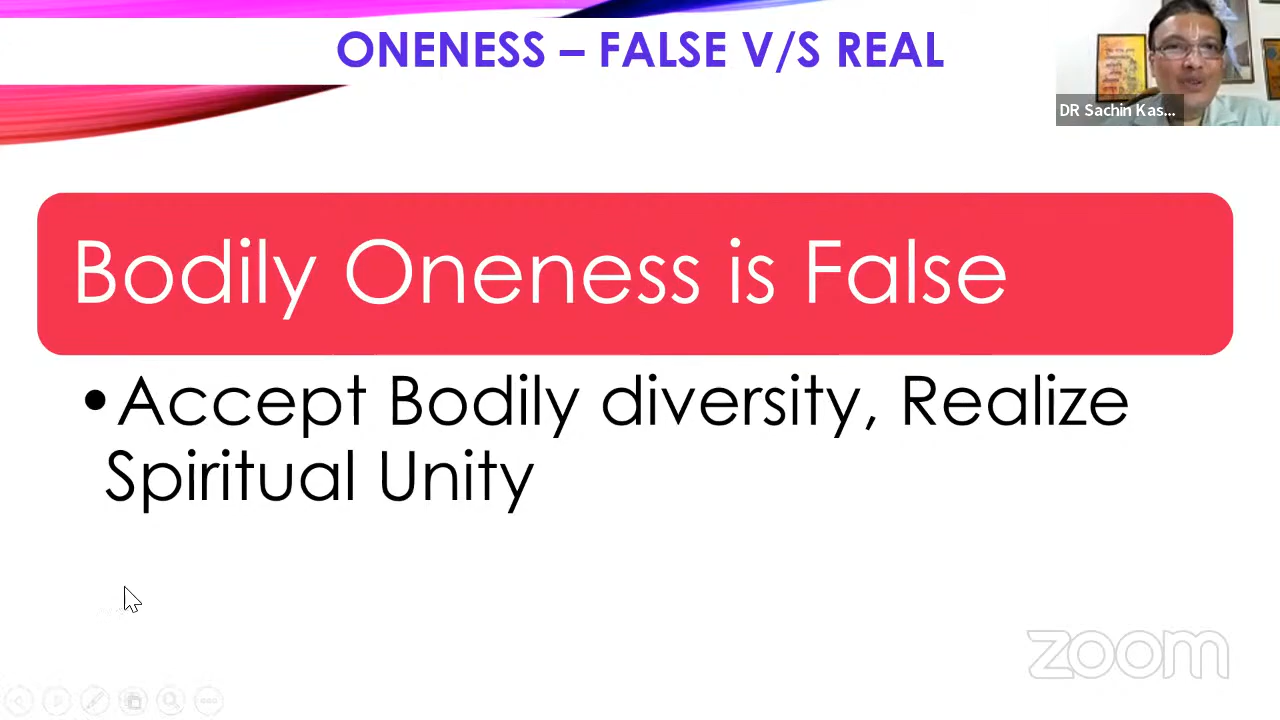 ONENESS – FALSE V/S REAL
DR Sachin Kas...
Bodily Oneness is False
•Accept Bodily diversity, Realize
Spiritual Unity
zoom